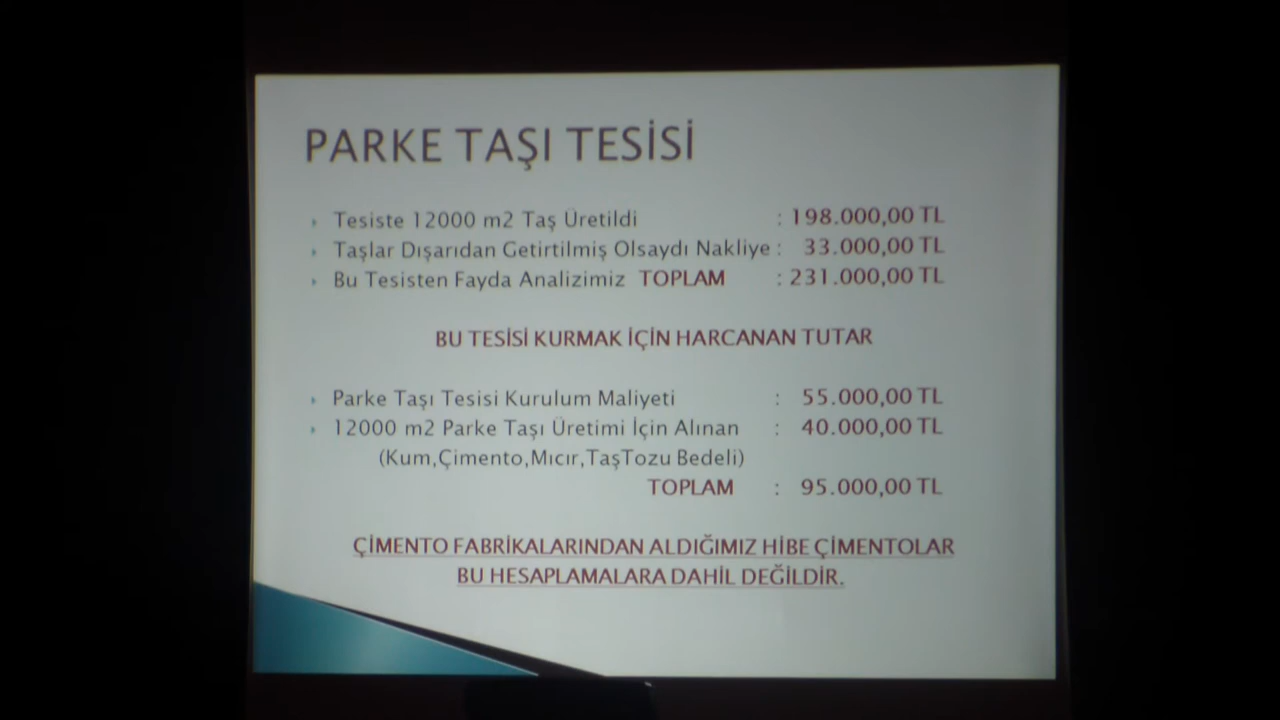 PARKE TAŞI TESİSİ
Tesiste 12000 m2 Taş Üretildi : 198.000,00 TL
Taşlar Dışarıdan Getirtilmiş Olsaydı Nakliye : 33.000,00 TL
Bu Tesisten Fayda Analizimiz TOPLAM : 231.000,00 TL
BU TESİSİ KURMAK İÇİN HARCANAN TUTAR
Parke Taşı Tesisi Kurulum Maliyeti : 55.000,00 TL
12000 m2 Parke Taşı Üretimi İçin Alınan : 40.000,00 TL
(Kum,Çimento,Mıcır,TaşTozu Bedeli)
TOPLAM : 95.000,00 TL
ÇİMENTO FABRİKALARINDAN ALDIĞIMIZ HİBE ÇİMENTOLAR
BU HESAPLAMALARA DAHİL DEĞİLDİR.